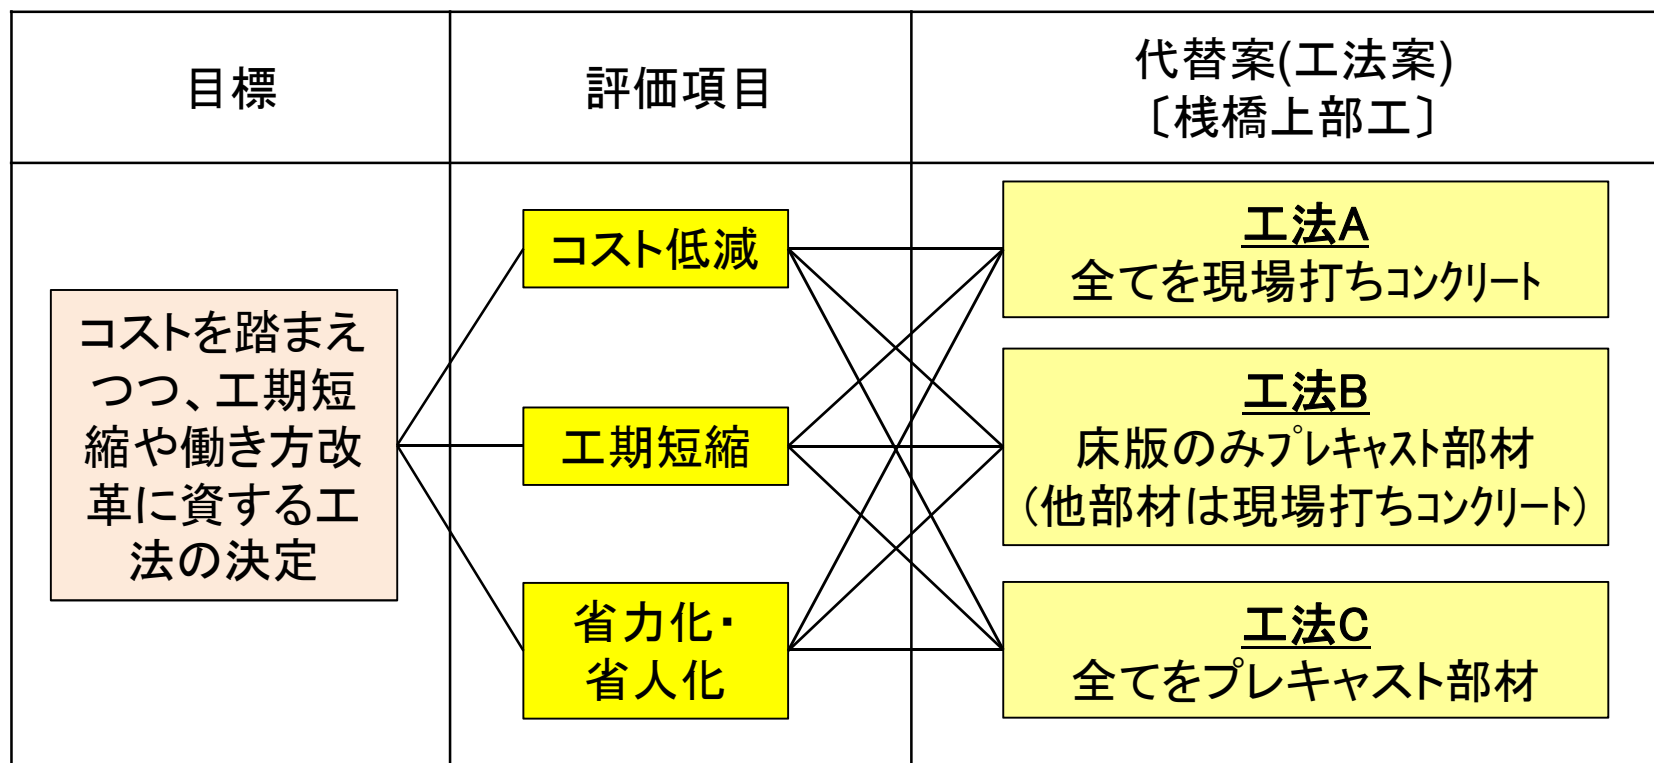 目標
評価項目
代替案(工法案)
〔桟橋上部工〕
コストを踏まえ
つつ、工期短
縮や働き方改
革に資する工
法の決定
コスト低減
工期短縮
省力化・
省人化
工法A
全てを現場打ちｺﾝｸﾘｰﾄ
工法B
床版のみﾌﾟﾚｷｬｽﾄ部材
(他部材は現場打ちｺﾝｸﾘｰﾄ)
工法C
全てをプレキャスト部材